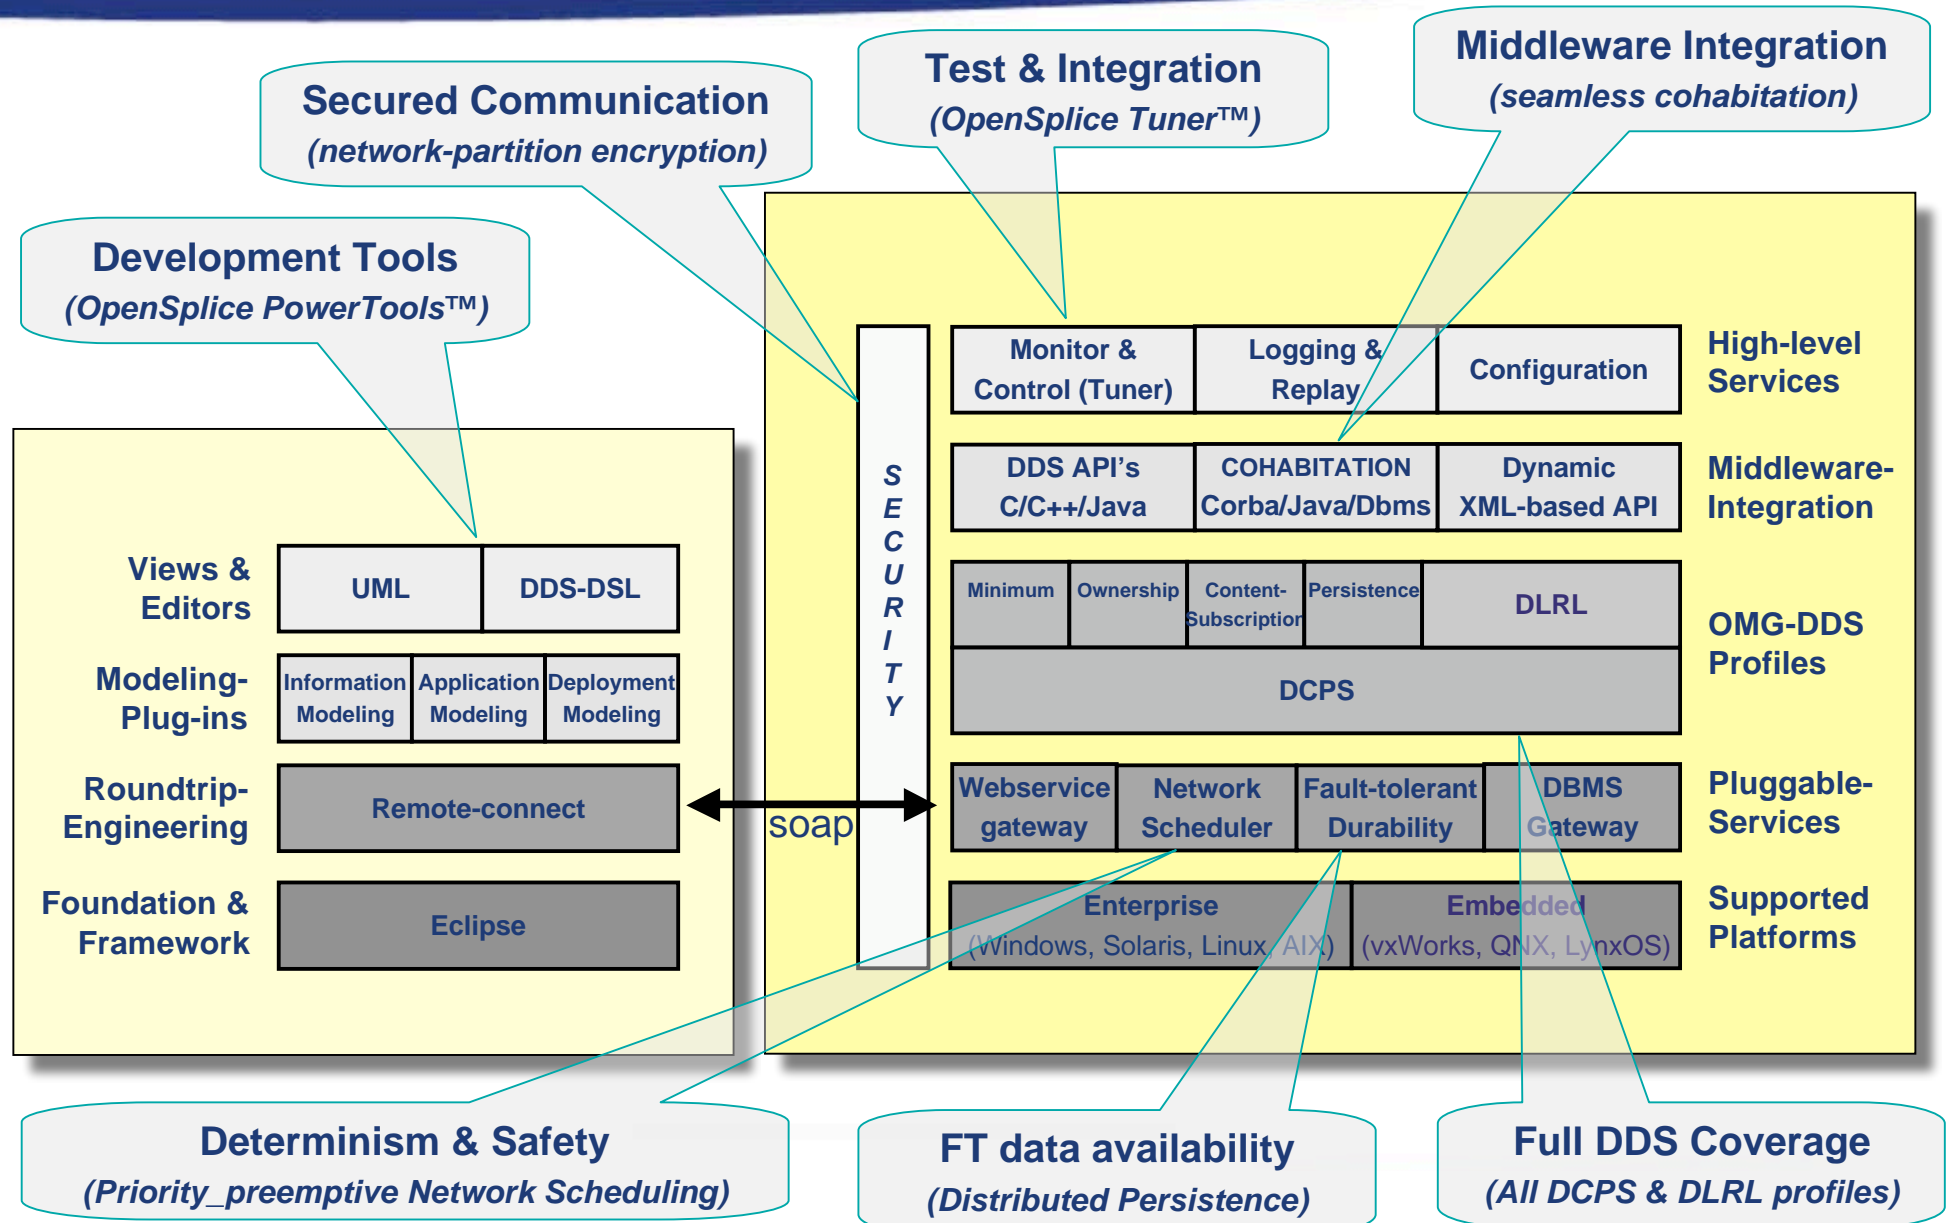 Middleware Integration
(seamless cohabitation)
Test & Integration
(OpenSplice Tuner™)
Secured Communication
(network-partition encryption)
Development Tools
(OpenSplice PowerTools™)
Views &
Editors
UML
DDS-DSL
Modeling-
Plug-ins
Information
Modeling
Application
Modeling
Deployment
Modeling
Roundtrip-
Engineering
Remote-connect
Foundation &
Framework
Eclipse
soap
S
E
C
U
R
I
T
Y
Monitor &
Control (Tuner)
Logging &
Replay
Configuration
High-level
Services
DDS API's
C/C++/Java
COHABITATION
Corba/Java/Dbms
Dynamic
XML-based API
Middleware-
Integration
Minimum
Ownership
Content-
Subscription
Persistence
DLRL
DCPS
OMG-DDS
Profiles
Webservice
gateway
Network
Scheduler
Fault-tolerant
Durability
DBMS
Gateway
Pluggable-
Services
Enterprise
(Windows, Solaris, Linux, AIX)
Embedded
(vxWorks, QNX, LynxOS)
Supported
Platforms
Determinism & Safety
(Priority_preemptive Network Scheduling)
FT data availability
(Distributed Persistence)
Full DDS Coverage
(All DCPS & DLRL profiles)